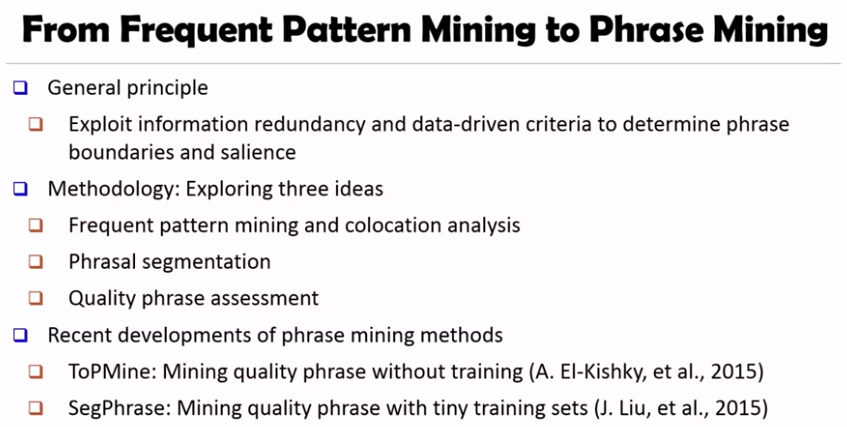 From Frequent Pattern Mining to Phrase Mining
General principle
Exploit information redundancy and data-driven criteria to determine phrase
boundaries and salience
Methodology: Exploring three ideas
Frequent pattern mining and colocation analysis
Phrasal segmentation
Quality phrase assessment
Recent developments of phrase mining methods
ToPMine: Mining quality phrase without training (A. El-Kishky, et al., 2015)
SegPhrase: Mining quality phrase with tiny training sets (J. Liu, et al., 2015)